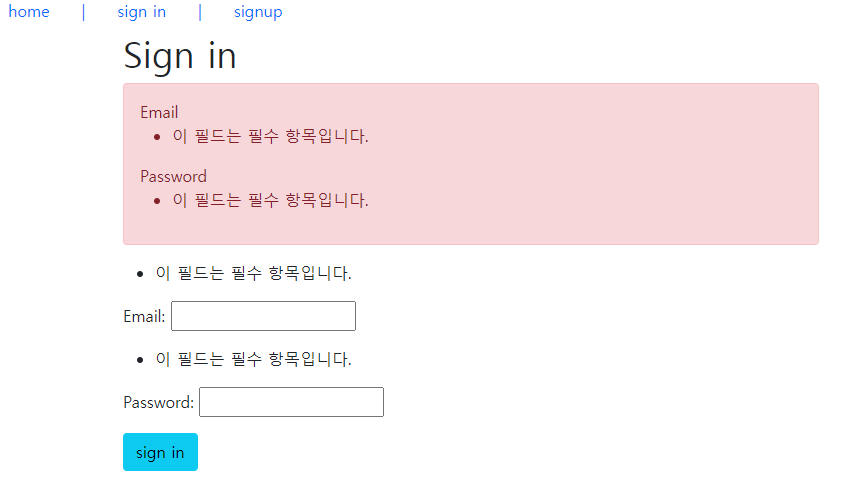 home | sign in | signup
Sign in
Email
• 이 필드는 필수 항목입니다.
Password
• 이 필드는 필수 항목입니다.
• 이 필드는 필수 항목입니다.
Email:
• 이 필드는 필수 항목입니다.
Password:
sign in